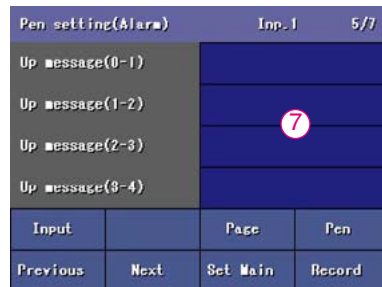 Pen setting(Alarm) Inp.1 5/7
Up message(0-1)
Up message(1-2)
7
Up message(2-3)
Up message(3-4)
Input Page Pen
Previous Next Set Main Record